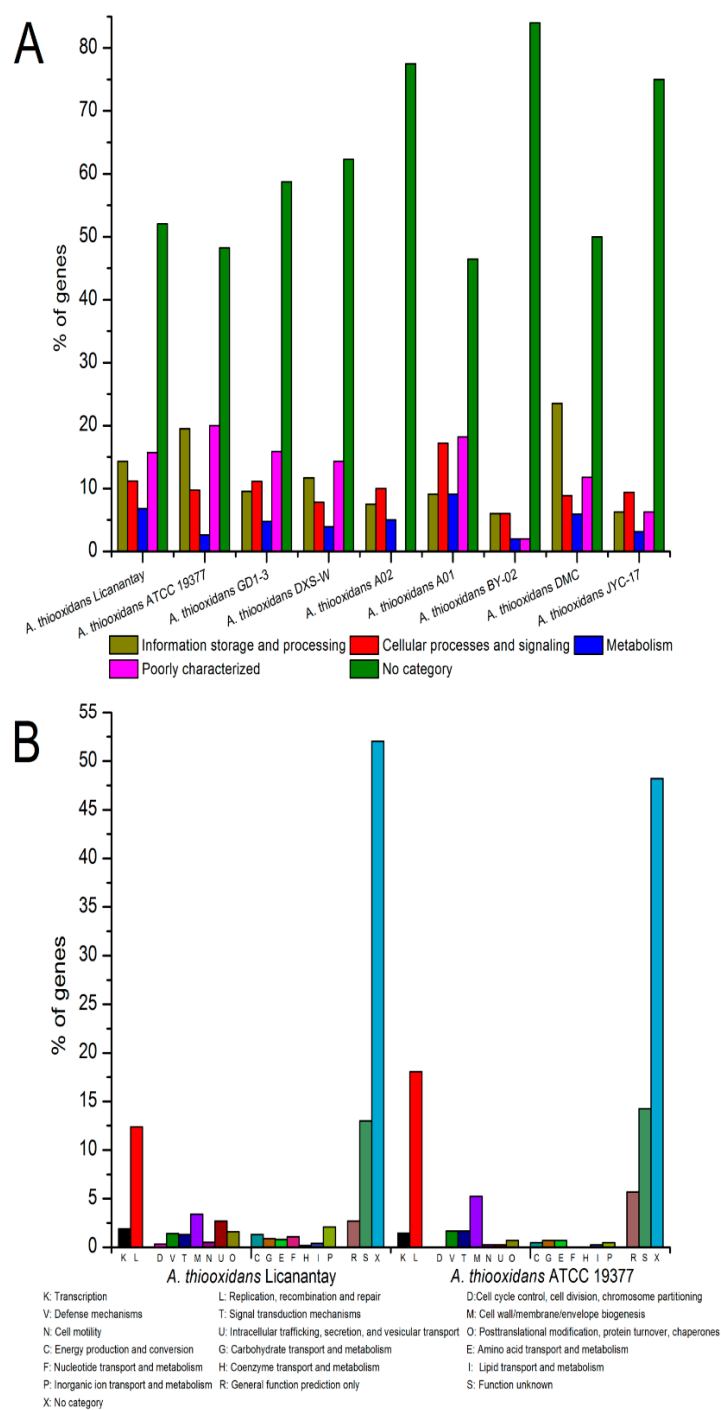 A
% of genes
80
70
60
50
40
30
20
10
0
A. thiooxidans Licanantay
A. thiooxidans ATCC 19377
A. thiooxidans GD1-3
A. thiooxidans DXS-W
A. thiooxidans A02
A. thiooxidans A01
A. thiooxidans BY-02
A. thiooxidans DMC
A. thiooxidans JYC-17
Information storage and processing Cellular processes and signaling Metabolism
Poorly characterized No category
B
% of genes
55
50
45
40
35
30
25
20
15
10
5
0
K L D V T M N U O C G E F H I P R S X K L D V T M N U O C G E F H I P R S X
A. thiooxidans Licanantay A. thiooxidans ATCC 19377
K: Transcription L: Replication, recombination and repair D:Cell cycle control, cell division, chromosome partitioning
V: Defense mechanisms T: Signal transduction mechanisms M: Cell wall/membrane/envelope biogenesis
N: Cell motility U: Intracellular trafficking, secretion, and vesicular transport O: Posttranslational modification, protein turnover, chaperones
C: Energy production and conversion G: Carbohydrate transport and metabolism E: Amino acid transport and metabolism
F: Nucleotide transport and metabolism H: Coenzyme transport and metabolism I: Lipid transport and metabolism
P: Inorganic ion transport and metabolism R: General function prediction only S: Function unknown
X: No category